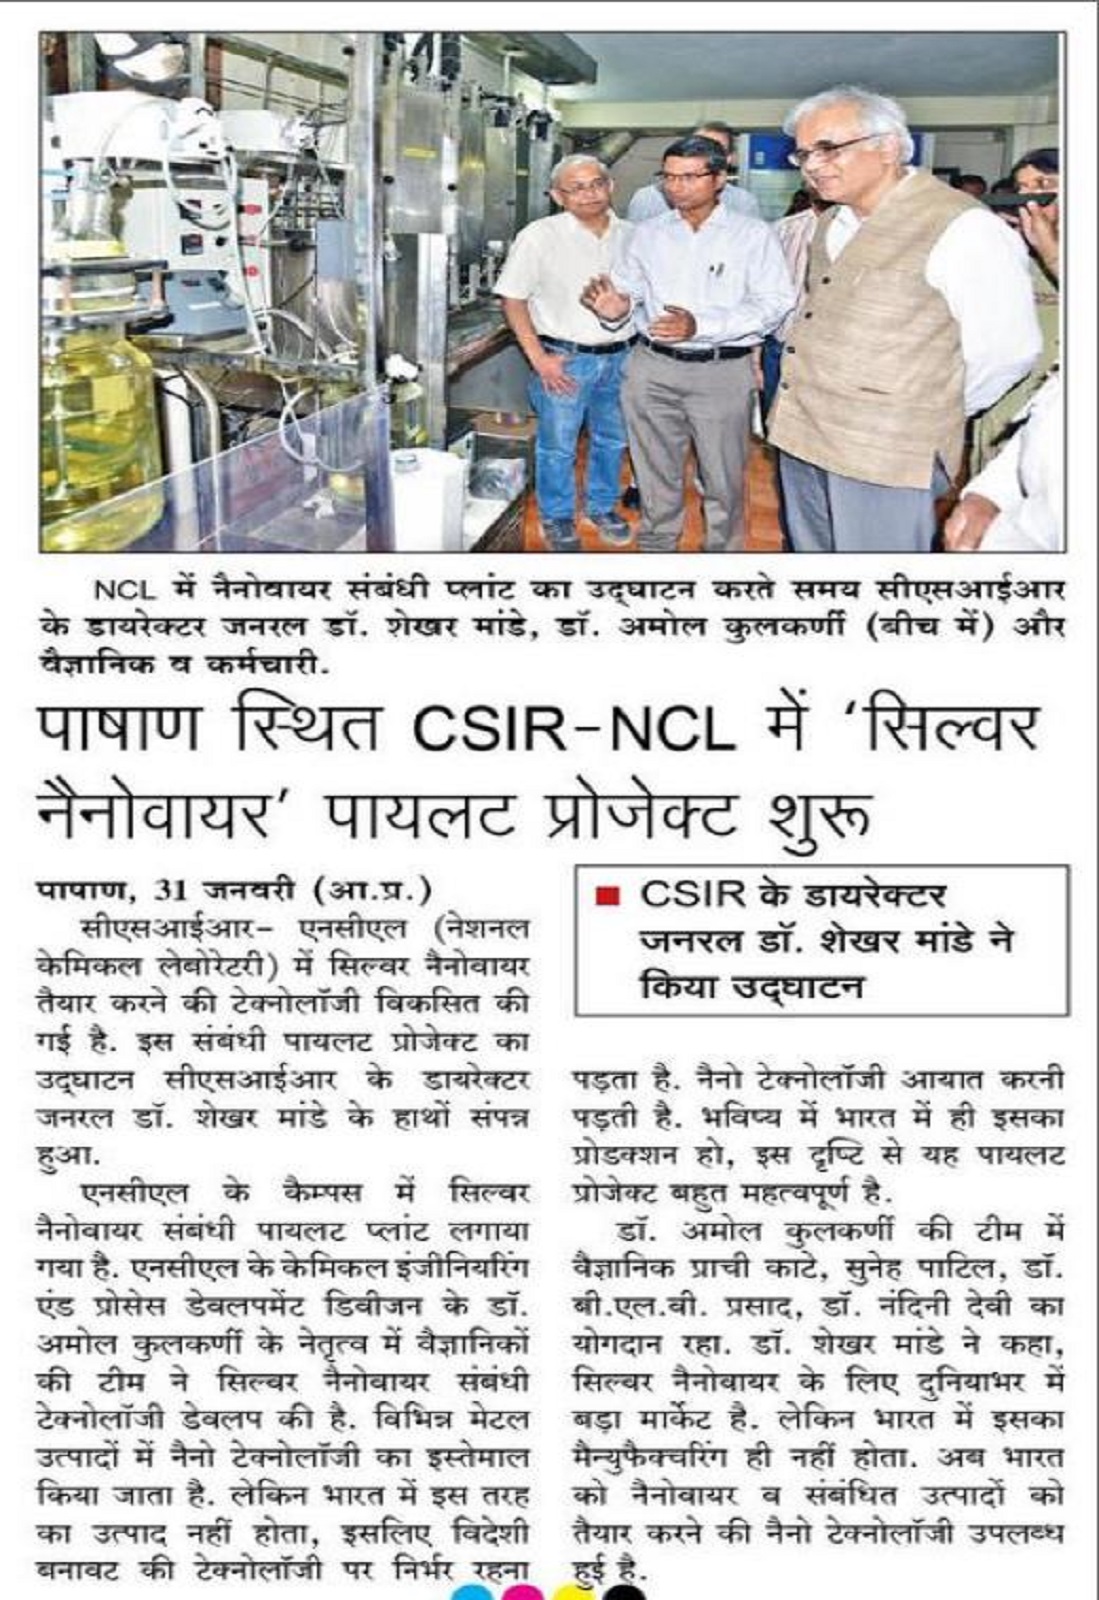 NCL में नैनोवायर संबंधी प्लांट का उद्घाटन करते समय सीएसआईआर
के डायरेक्टर जनरल डॉ. शेखर मांडे, डॉ. अमोल कुलकर्णी (बीच में) और
वैज्ञानिक व कर्मचारी.
पाषाण स्थित CSIR-NCL में ‘सिल्वर
नैनोवायर’ पायलट प्रोजेक्ट शुरू
पाषाण, 31 जनवरी (आ.प्र.)
सीएसआईआर- एनसीएल (नेशनल
केमिकल लेबोरेटरी) में सिल्वर नैनोवायर
तैयार करने की टेक्नोलॉजी विकसित की
गई है. इस संबंधी पायलट प्रोजेक्ट का
उद्घाटन सीएसआईआर के डायरेक्टर
जनरल डॉ. शेखर मांडे के हाथों संपन्न
हुआ.
एनसीएल के कैम्पस में सिल्वर
नैनोवायर संबंधी पायलट प्लांट लगाया
गया है. एनसीएल के केमिकल इंजीनियरिंग
एंड प्रोसेस डेवलपमेंट डिवीजन के डॉ.
अमोल कुलकर्णी के नेतृत्व में वैज्ञानिकों
की टीम ने सिल्वर नैनोवायर संबंधी
टेक्नोलॉजी डेवलप की है. विभिन्न मेटल
उत्पादों में नैनो टेक्नोलॉजी का इस्तेमाल
किया जाता है. लेकिन भारत में इस तरह
का उत्पाद नहीं होता, इसलिए विदेशी
बनावट की टेक्नोलॉजी पर निर्भर रहना
■ CSIR के डायरेक्टर
जनरल डॉ. शेखर मांडे ने
किया उद्घाटन
पड़ता है. नैनो टेक्नोलॉजी आयात करनी
पड़ती है. भविष्य में भारत में ही इसका
प्रोडक्शन हो, इस दृष्टि से यह पायलट
प्रोजेक्ट बहुत महत्वपूर्ण है.
डॉ. अमोल कुलकर्णी की टीम में
वैज्ञानिक प्राची काटे, सुनेह पाटिल, डॉ.
बी.एल.वी. प्रसाद, डॉ. नंदिनी देवी का
योगदान रहा. डॉ. शेखर मांडे ने कहा,
सिल्वर नैनोवायर के लिए दुनियाभर में
बड़ा मार्केट है. लेकिन भारत में इसका
मैन्युफैक्चरिंग ही नहीं होता. अब भारत
को नैनोवायर व संबंधित उत्पादों को
तैयार करने की नैनो टेक्नोलॉजी उपलब्ध
हुई है.